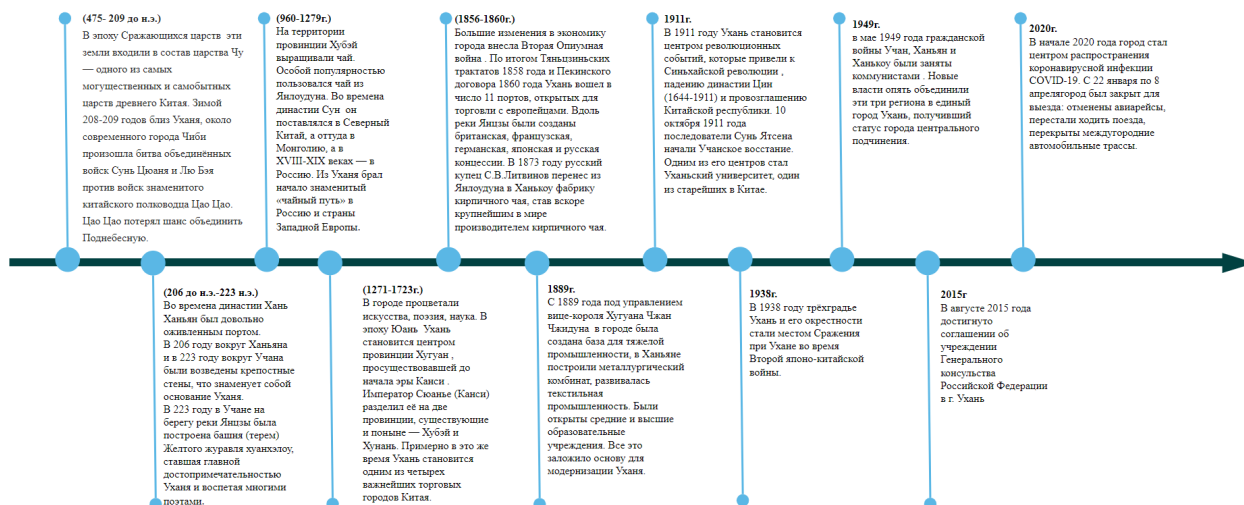 (475- 209 до н.э.)
В эпоху Сражающихся царств эти
земли входили в состав царства Чу
— одного из самых
могущественных и самобытных
царств древнего Китая. Зимой
208-209 годов близ Уханя, около
современного города Чиби
произошла битва объединённых
войск Сунь Цюаня и Лю Бэя
против войск знаменитого
китайского полководца Цао Цао.
Цао Цао потерял шанс объединить
Поднебесную.
(960-1279г.)
На территории
провинции Хубэй
выращивали чай.
Особой популярностью
пользовался чай из
Янлоудуна. Во времена
династии Сун он
поставлялся в Северный
Китай, а оттуда в
Монголию, а в
XVIII-XIX веках — в
Россию. Из Уханя брал
начало знаменитый
«чайный путь» в
Россию и страны
Западной Европы.
(1856-1860г.)
Большие изменения в экономику
города внесла Вторая Опиумная
война . По итогом Тяньцзиньских
трактатов 1858 года и Пекинского
договора 1860 года Ухань вошел в
число 11 портов, открытых для
торговли с европейцами. Вдоль
реки Янцзы были созданы
британская, французская,
германская, японская и русская
концессии. В 1873 году русский
купец С.В.Литвинов перенес из
Янлоудуна в Ханькоу фабрику
кирпичного чая, став вскоре
крупнейшим в мире
производителем кирпичного чая.
1911г.
В 1911 году Ухань становится
центром революционных
событий, которые привели к
Синьхайской революции ,
падению династии Цин
(1644-1911) и провозглашению
Китайской республики. 10
октября 1911 года
последователи Сунь Ятсена
начали Учанское восстание.
Одним из его центров стал
Уханьский университет, один
из старейших в Китае.
1949г.
в мае 1949 года гражданской
войны Учан, Ханьян и
Ханькоу были заняты
коммунистами . Новые
власти опять объединили
эти три региона в единый
город Ухань, получивший
статус города центрального
подчинения.
2020г.
В начале 2020 года город стал
центром распространения
коронавирусной инфекции
COVID-19. С 22 января по 8
апрелягород был закрыт для
выезда: отменены авиарейсы,
перестали ходить поезда,
перекрыты междугородние
автомобильные трассы.
(206 до н.э.-223 н.э.)
Во времена династии Хань
Ханьян был довольно
оживленным портом.
В 206 году вокруг Ханьяна
и в 223 году вокруг Учана
были возведены крепостные
стены, что знаменует собой
основание Уханя.
В 223 году в Учане на
берегу реки Янцзы была
построена башня (терем)
Желтого журавля хуанхэлоу,
ставшая главной
достопримечательностью
Уханя и воспетая многими
поэтами.
(1271-1723г.)
В городе процветали
искусства, поэзия, наука. В
эпоху Юань Ухань
становится центром
провинции Хугуан ,
просуществовавшей до
начала эры Канси .
Император Сюанье (Канси)
разделил её на две
провинции, существующие
и поныне — Хубэй и
Хунань. Примерно в это же
время Ухань становится
одним из четырех
важнейших торговых
городов Китая.
1889г.
С 1889 года под управлением
вице-короля Хугуана Чжан
Чжидуна в городе была
создана база для тяжелой
промышленности, в Ханьяне
построили металлургический
комбинат, развивалась
текстильная
промышленность. Были
открыты средние и высшие
образовательные
учреждения. Все это
заложило основу для
модернизации Уханя.
1938г.
В 1938 году трёхградье
Ухань и его окрестности
стали местом Сражения
при Ухане во время
Второй японо-китайской
войны.
2015г
В августе 2015 года
достигнуто
соглашении об
учреждении
Генерального
консульства
Российской Федерации
в г. Ухань